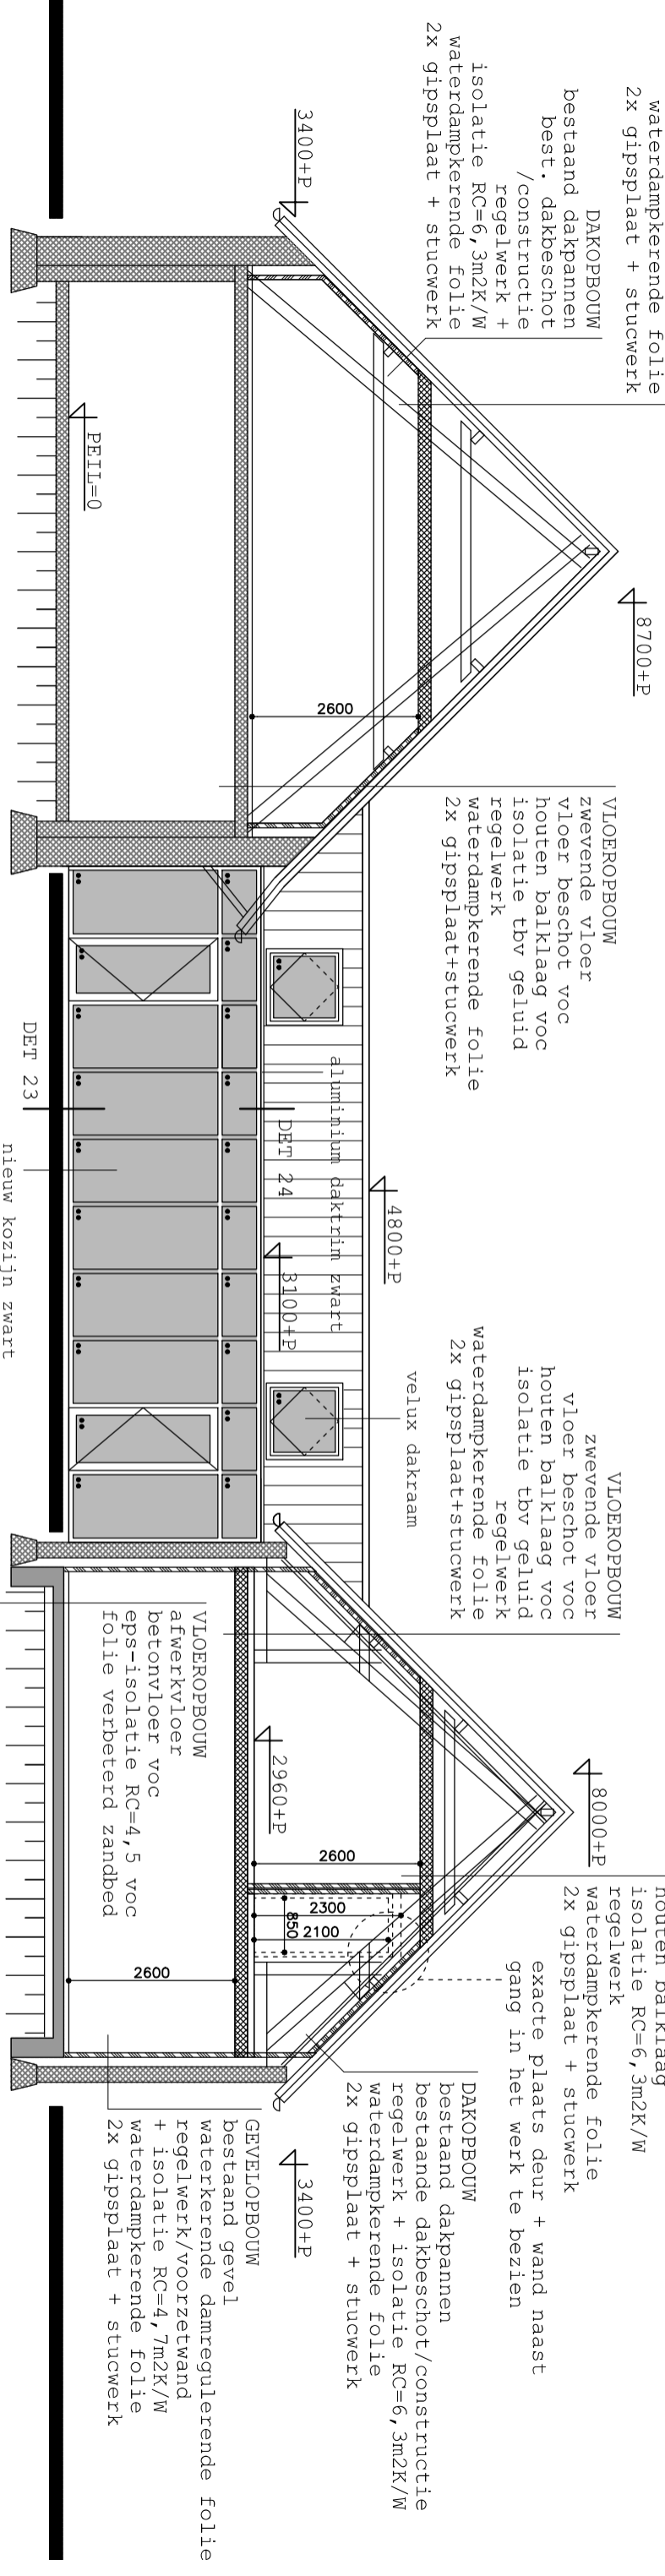 waterdampkerende folie
2x gipsplaat + stucwerk
DAKOPBOUW
bestaand dakpannen
best. dakbeschot
/constructie
regelwerk +
isolatie RC=6,3m2K/W
waterdampkerende folie
2x gipsplaat + stucwerk
3400+P
PEIL=0
8700+P
2600
VLOEROPBOUW
zwevende vloer
vloer beschot voc
houten balklaag voc
isolatie tbv geluid
regelwerk
waterdampkerende folie
2x gipsplaat+stucwerk
DET 23
DET 24
nieuw kozijn zwart
aluminium daktrim zwart
4800+P
3100+P
velux dakraam
VLOEROPBOUW
zwevende vloer
vloer beschot voc
houten balklaag voc
isolatie tbv geluid
regelwerk
waterdampkerende folie
2x gipsplaat+stucwerk
VLOEROPBOUW
afwerkvloer
betonvloer voc
eps-isolatie RC=4,5 voc
folie verbeterd zandbed
8000+P
2960+P
2600
2300
850
2100
2600
houten balklaag
isolatie RC=6,3m2K/W
regelwerk
waterdampkerende folie
2x gipsplaat + stucwerk
exacte plaats deur + wand naast
gang in het werk te bezien
DAKOPBOUW
bestaand dakpannen
bestaande dakbeschot/constructie
regelwerk + isolatie RC=6,3m2K/W
waterdampkerende folie
2x gipsplaat + stucwerk
3400+P
GEVELOPBOUW
bestaand gevel
waterkerende damregulerende folie
regelwerk/voorzetwand
+ isolatie RC=4,7m2K/W
waterdampkerende folie
2x gipsplaat + stucwerk